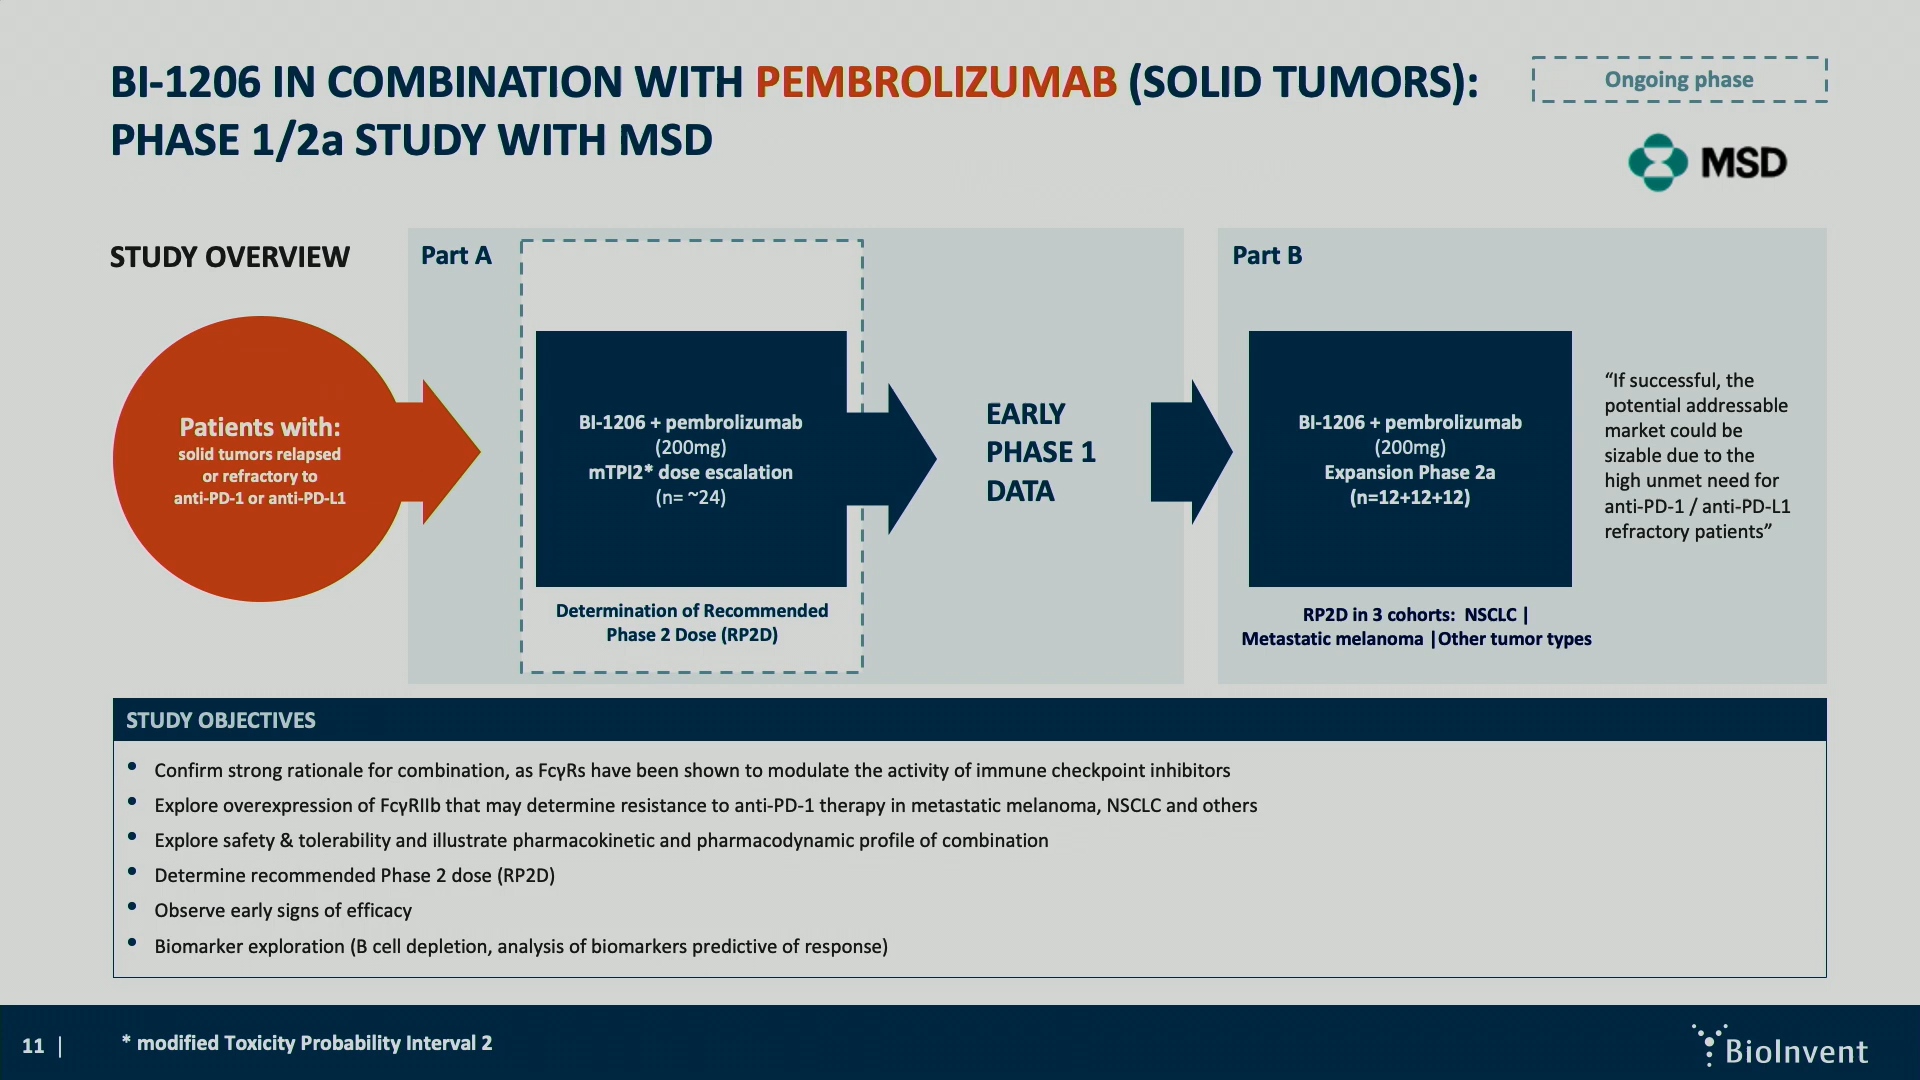 BI-1206 IN COMBINATION WITH PEMBROLIZUMAB (SOLID TUMORS):
PHASE 1/2a STUDY WITH MSD
Ongoing phase
MSD
STUDY OVERVIEW
Patients with:
solid tumors relapsed
or refractory to
anti-PD-1 or anti-PD-L1
Part A
BI-1206 + pembrolizumab
(200mg)
mTPI2* dose escalation
(n= ~24)
Determination of Recommended
Phase 2 Dose (RP2D)
EARLY
PHASE 1
DATA
Part B
BI-1206 + pembrolizumab
(200mg)
Expansion Phase 2a
(n=12+12+12)
RP2D in 3 cohorts:  NSCLC |
Metastatic melanoma |Other tumor types
“If successful, the
potential addressable
market could be
sizable due to the
high unmet need for
anti-PD-1 / anti-PD-L1
refractory patients”
STUDY OBJECTIVES
• Confirm strong rationale for combination, as FcγRs have been shown to modulate the activity of immune checkpoint inhibitors
• Explore overexpression of FcγRIIb that may determine resistance to anti-PD-1 therapy in metastatic melanoma, NSCLC and others
• Explore safety & tolerability and illustrate pharmacokinetic and pharmacodynamic profile of combination
• Determine recommended Phase 2 dose (RP2D)
• Observe early signs of efficacy
• Biomarker exploration (B cell depletion, analysis of biomarkers predictive of response)
11 |
* modified Toxicity Probability Interval 2
BioInvent